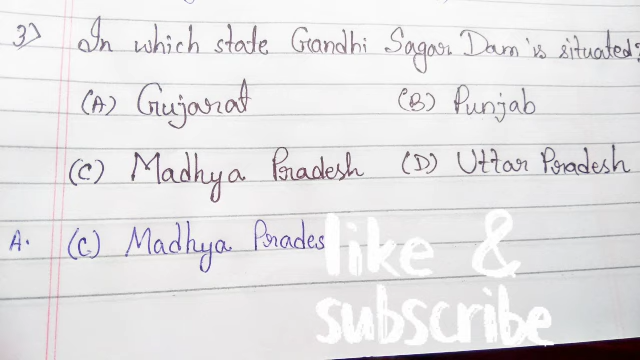 3) In which state Gandhi Sagar Dam is situated?
(A) Gujarat (B) Punjab
(C) Madhya Pradesh (D) Uttar Pradesh
A. (C) Madhya Prades
like &
subscribe